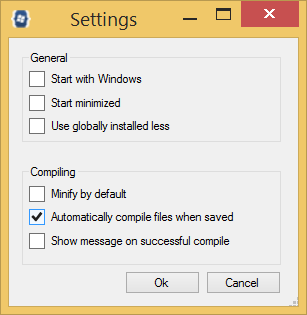 Settings
General
Start with Windows
Start minimized
Use globally installed less
Compiling
Minify by default
Automatically compile files when saved
Show message on successful compile
Ok
Cancel